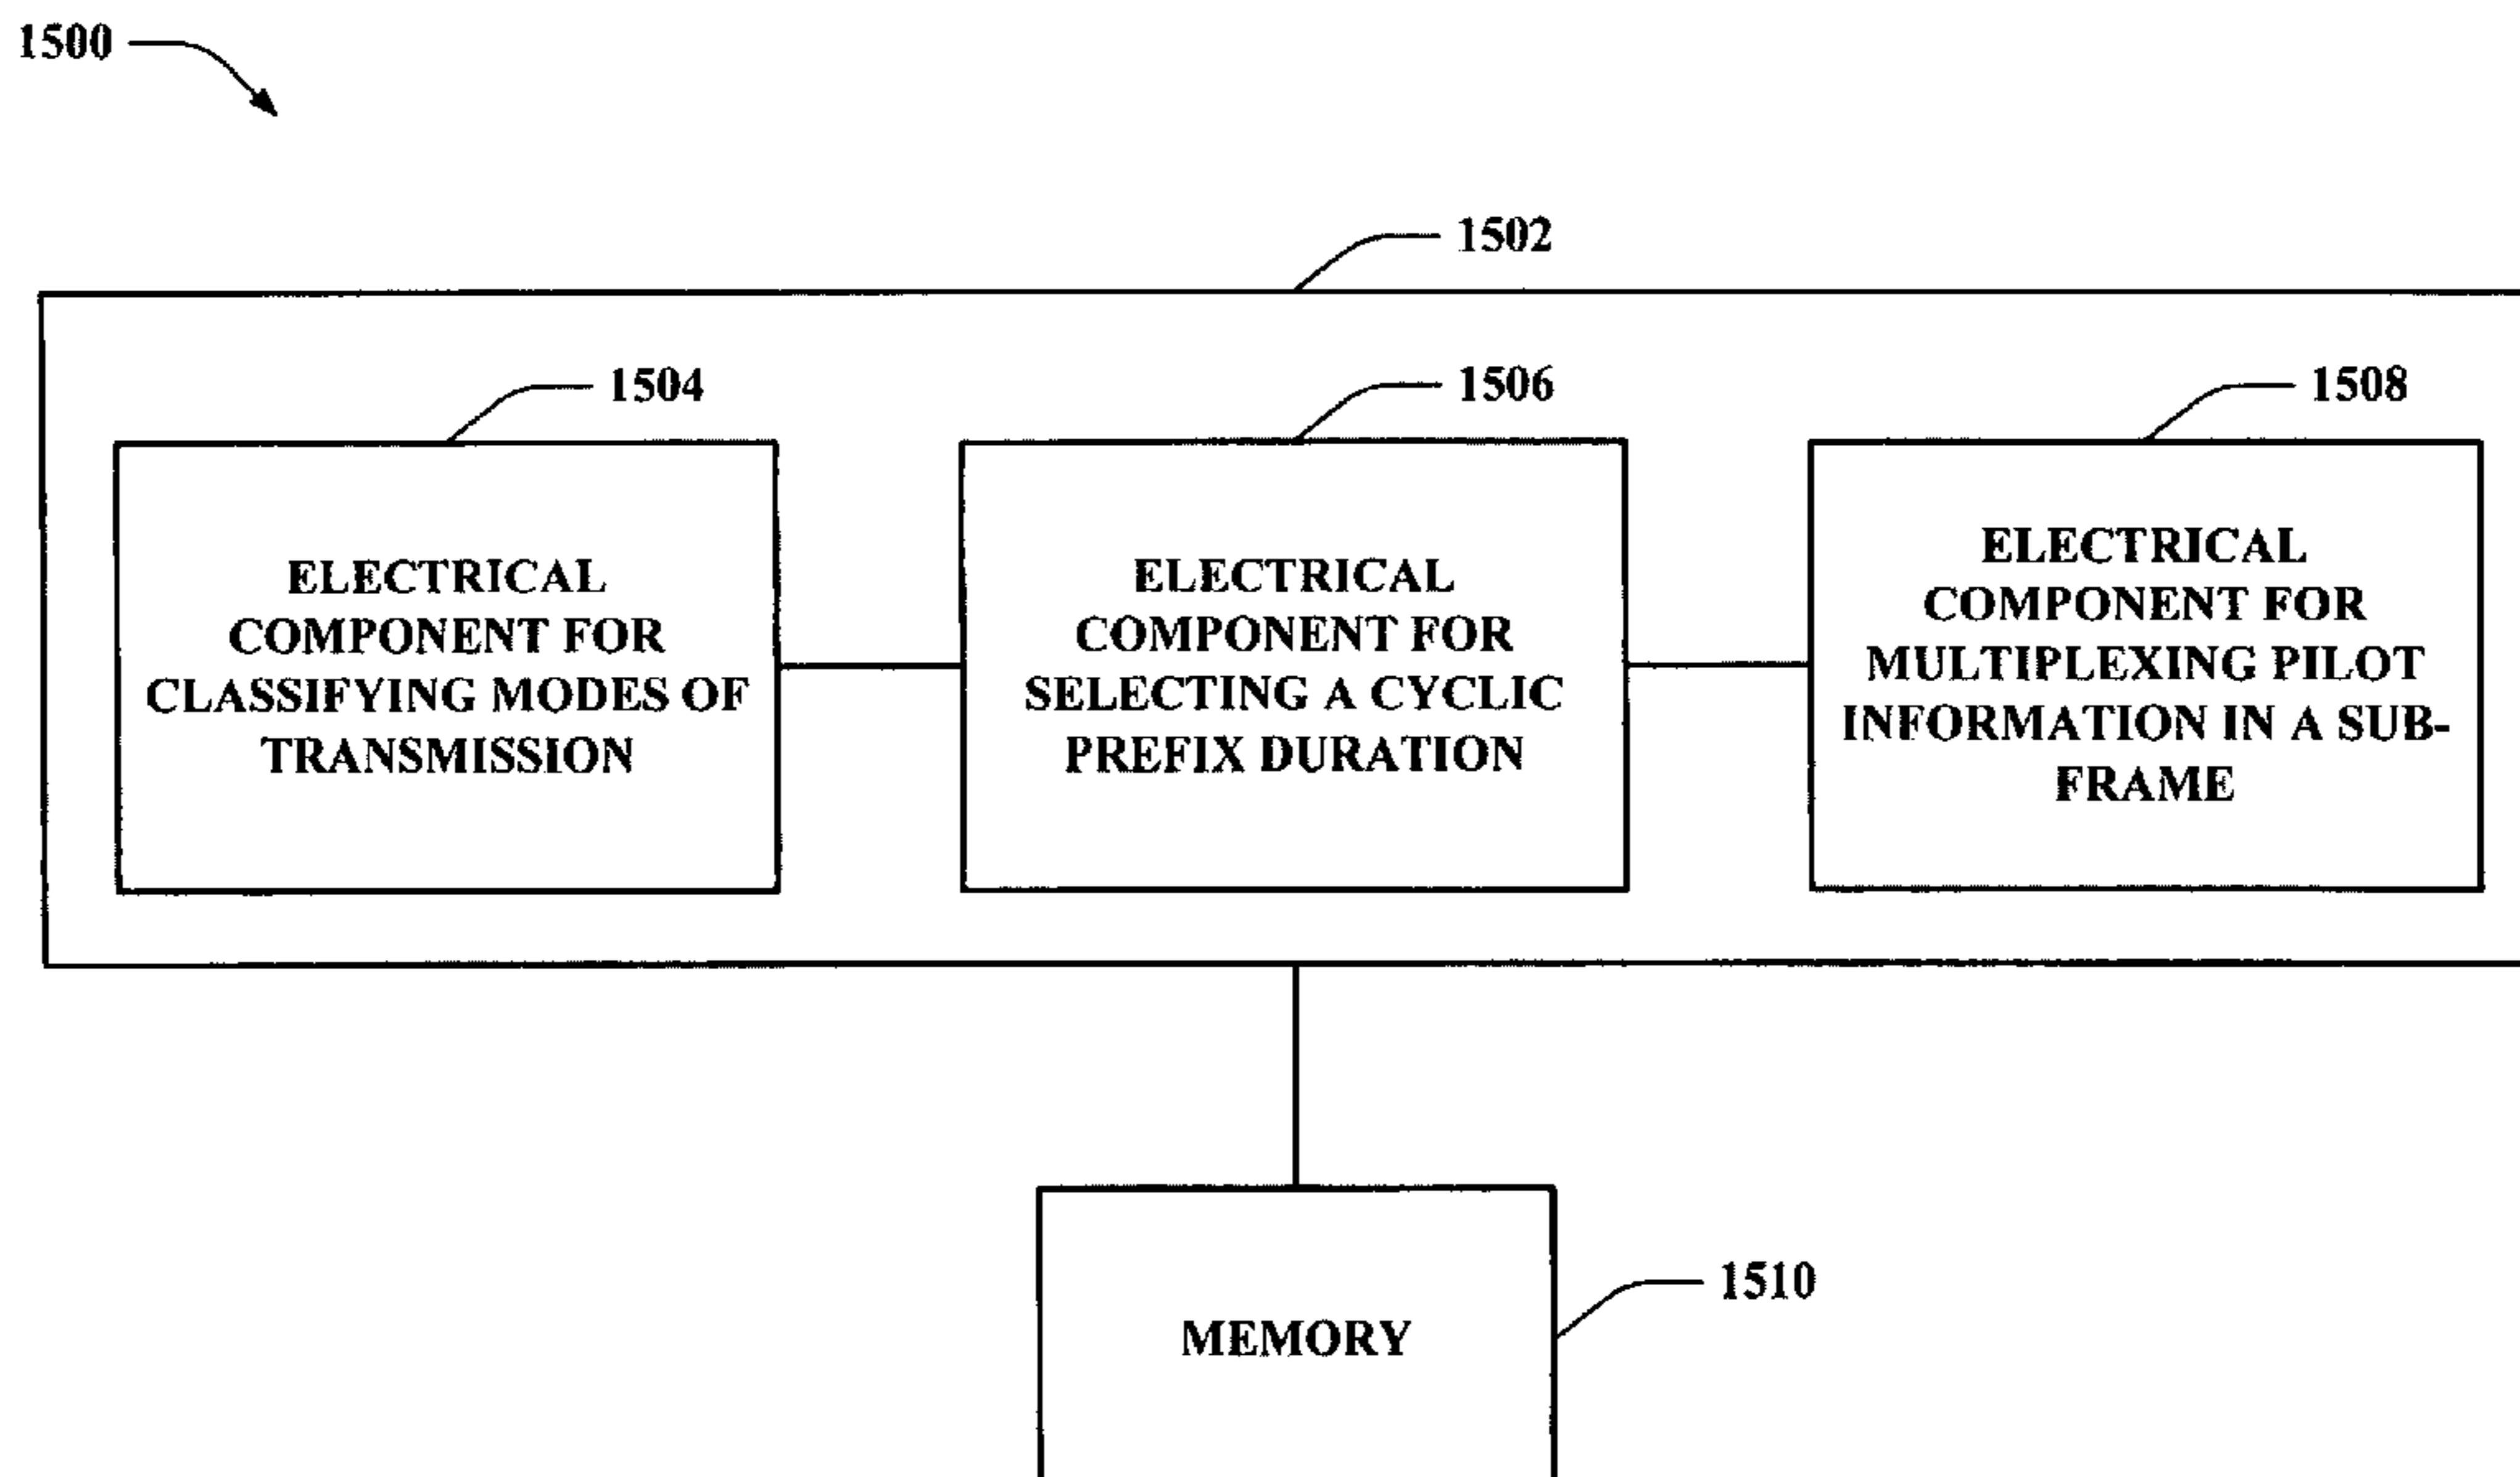 1500
1502
1504
1506
1508
ELECTRICAL
COMPONENT FOR
CLASSIFYING MODES OF
TRANSMISSION
ELECTRICAL
COMPONENT FOR
SELECTING A CYCLIC
PREFIX DURATION
ELECTRICAL
COMPONENT FOR
MULTIPLEXING PILOT
INFORMATION IN A SUB-
FRAME
1510
MEMORY